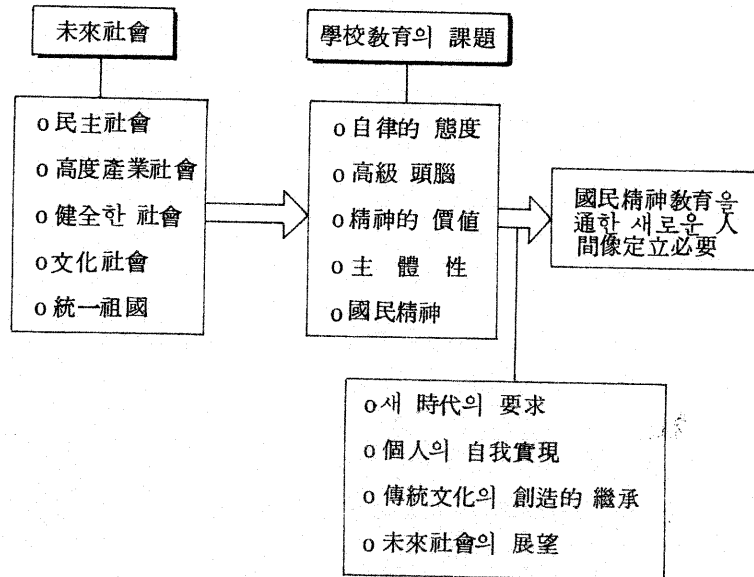 未來社會
o 民主社會
o 高度產業社會
o 健全한 社會
o 文化社會
o 統一祖國
學校敎育의 課題
o 自律的 態度
o 高級 頭腦
o 精神的 價値
o 主 體 性
o 國民精神
國民精神敎育을
通한 새로운 人
間像定立必要
o 새 時代의 要求
o 個人의 自我實現
o 傳統文化의 創造的 繼承
o 未來社會의 展望